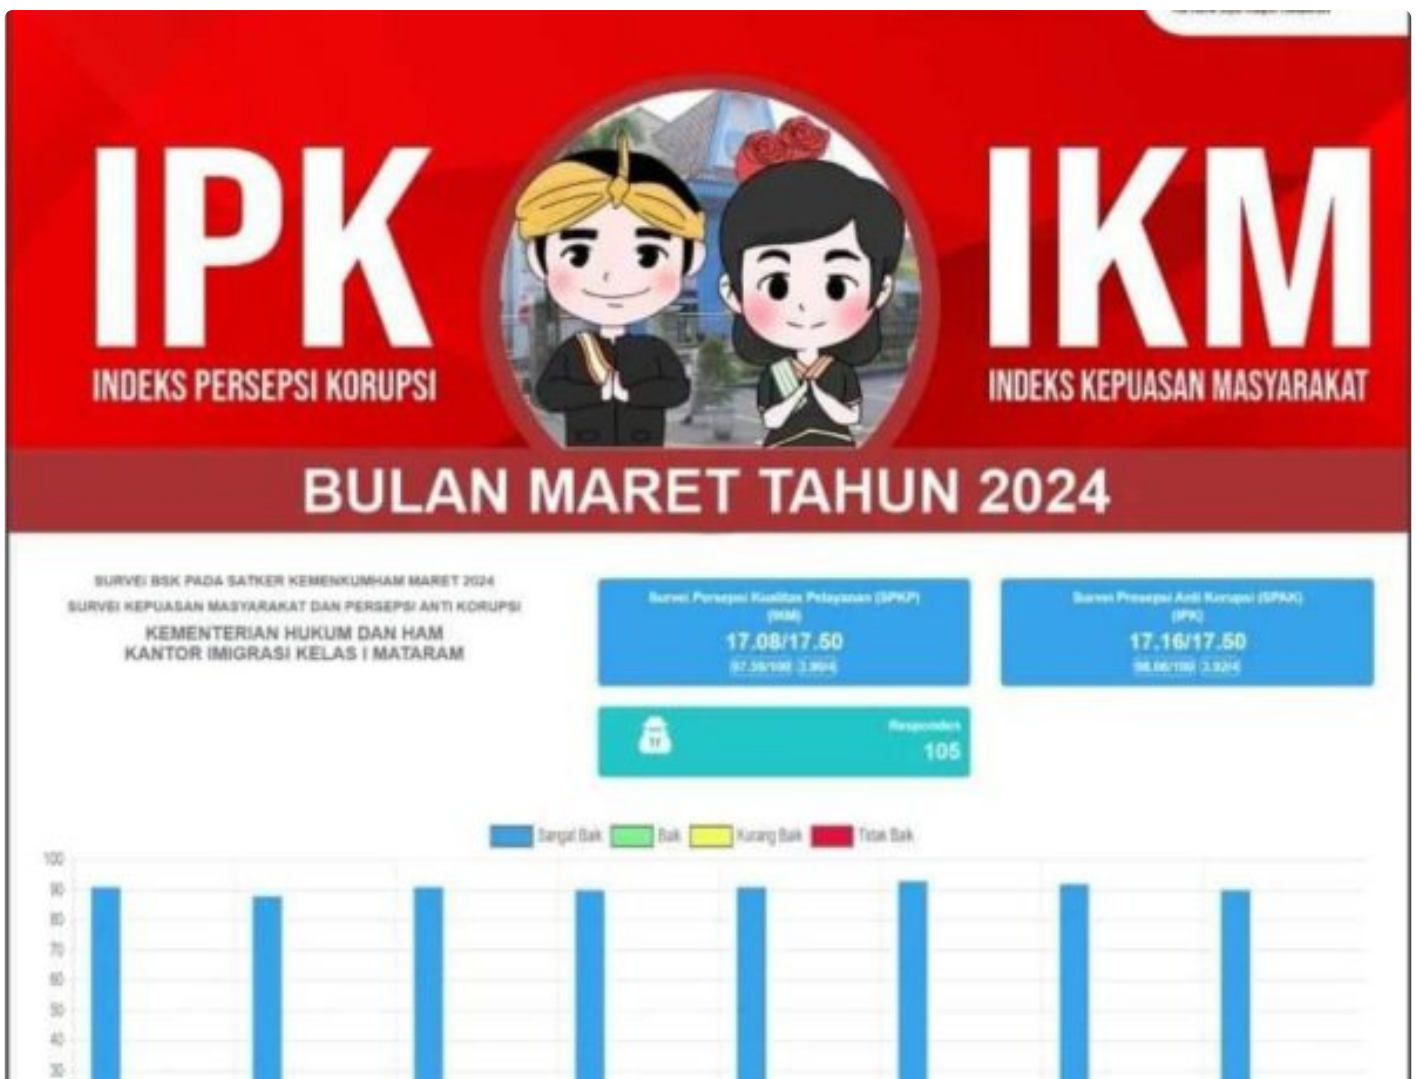 IPK
INDEKS PERSEPSI KORUPSI
IKM
INDEKS KEPUASAN MASYARAKAT
BULAN MARET TAHUN 2024
SURVEI BSK PADA SATKER KEMENKUMHAM MARET 2024
SURVEI KEPUASAN MASYARAKAT DAN PERSEPSI ANTI KORUPSI
KEMENTERIAN HUKUM DAN HAM
KANTOR IMIGRASI KELAS I MATARAM
Survei Persepsi Kualitas Pelayanan (SPKP)
(IKM)
17.08/17.50
Anti Korupsi (SPAK)
(IPK)
17.16/17.50
Responden
105
Sangat Baik
Baik
Kurang Baik
Tidak Baik
100
90
80
70
60
50
40
30